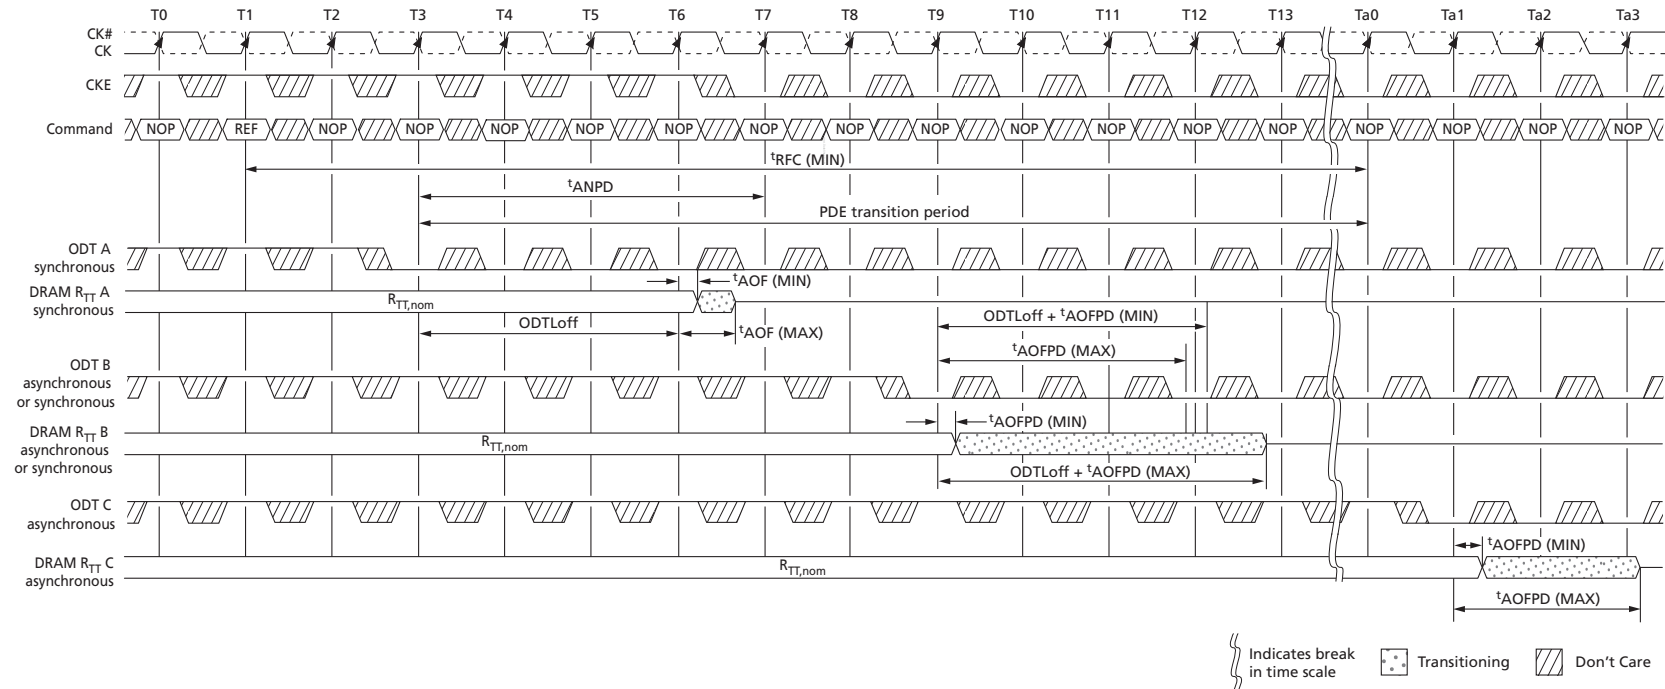 T0 T1 T2 T3 T4 T5 T6 T7 T8 T9 T10 T11 T12 T13 Ta0 Ta1 Ta2 Ta3
CK#
CK
CKE
Command NOP REF NOP NOP NOP NOP NOP NOP NOP NOP NOP NOP NOP NOP NOP NOP NOP NOP
tRFC (MIN)
tANPD
PDE transition period
ODT A
synchronous
tAOF (MIN)
DRAM RTT A
synchronous
RTT,nom
ODTLoff
tAOF (MAX)
ODTLoff + tAOFPD (MIN)
tAOFPD (MAX)
ODT B
asynchronous
or synchronous
tAOFPD (MIN)
DRAM RTT B
asynchronous
or synchronous
RTT,nom
ODTLoff + tAOFPD (MAX)
ODT C
asynchronous
tAOFPD (MIN)
DRAM RTT C
asynchronous
RTT,nom
tAOFPD (MAX)
Indicates break
in time scale
Transitioning
Don't Care